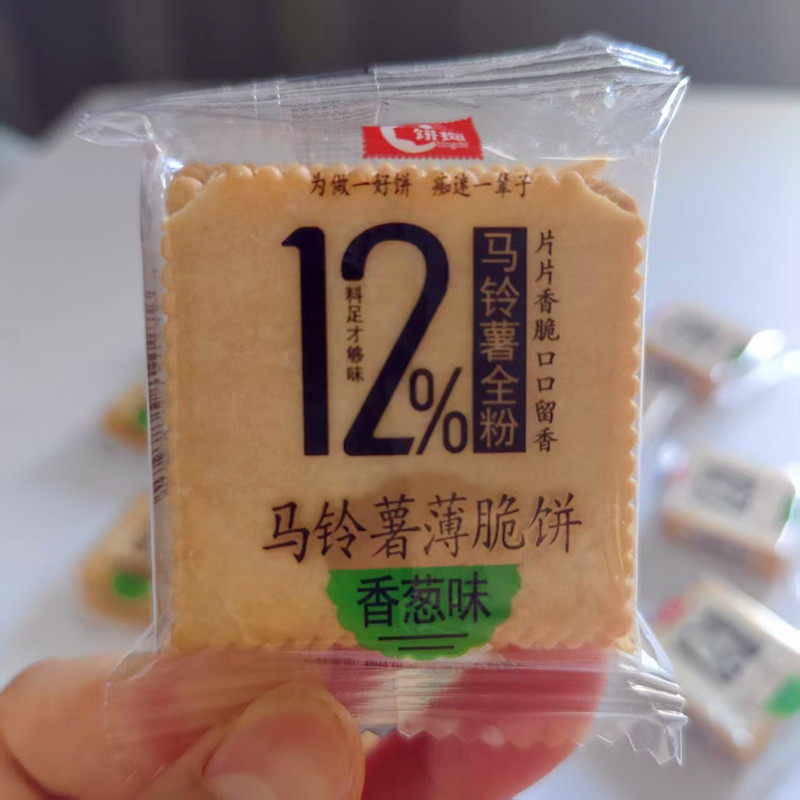 饼痴
为做一好饼 痴迷一辈子
12%
料足才够味
马铃薯全粉
片片香脆口口留香
马铃薯薄脆饼
香葱味